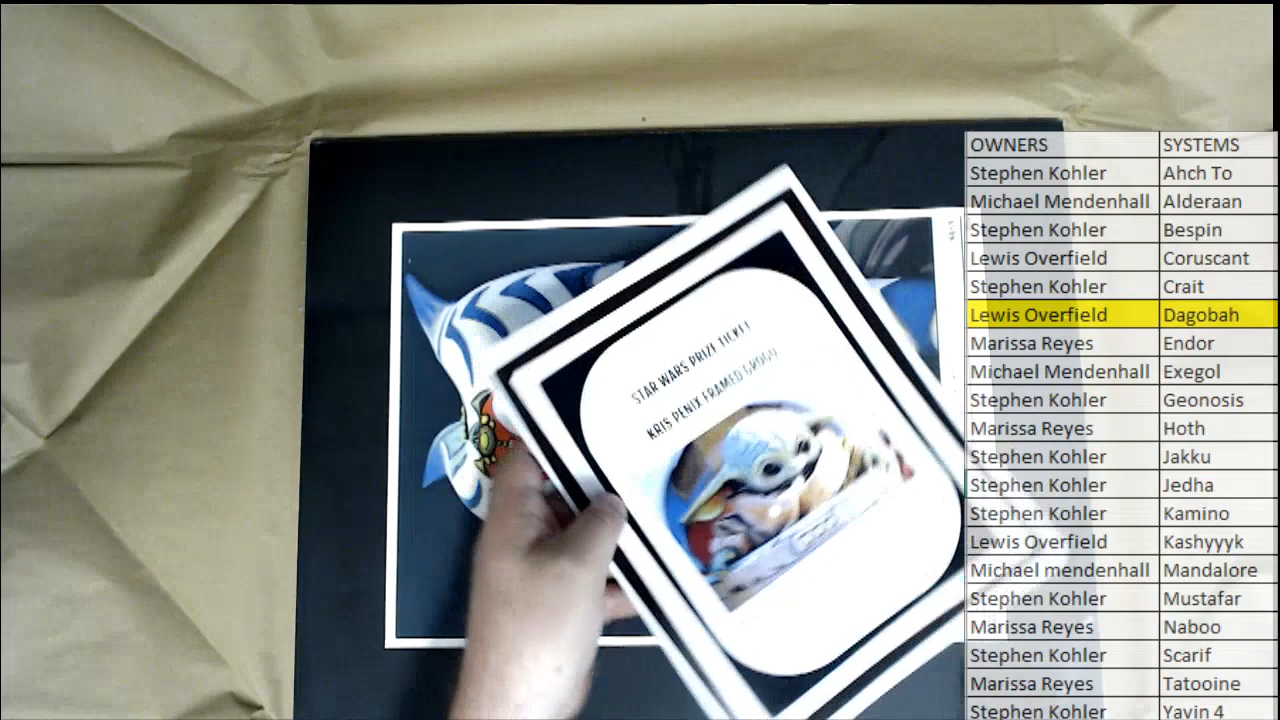 OWNERS SYSTEMS
Stephen Kohler Ahch To
Michael Mendenhall Alderaan
Stephen Kohler Bespin
Lewis Overfield Coruscant
Stephen Kohler Crait
Lewis Overfield Dagobah
Marissa Reyes Endor
Michael Mendenhall Exegol
Stephen Kohler Geonosis
Marissa Reyes Hoth
Stephen Kohler Jakku
Stephen Kohler Jedha
Stephen Kohler Kamino
Lewis Overfield Kashyyyk
Michael mendenhall Mandalore
Stephen Kohler Mustafar
Marissa Reyes Naboo
Stephen Kohler Scarif
Marissa Reyes Tatooine
Stephen Kohler Yavin 4
STAR WARS PRIZE TICKET
KRIS PENIX FRAMED GROGU